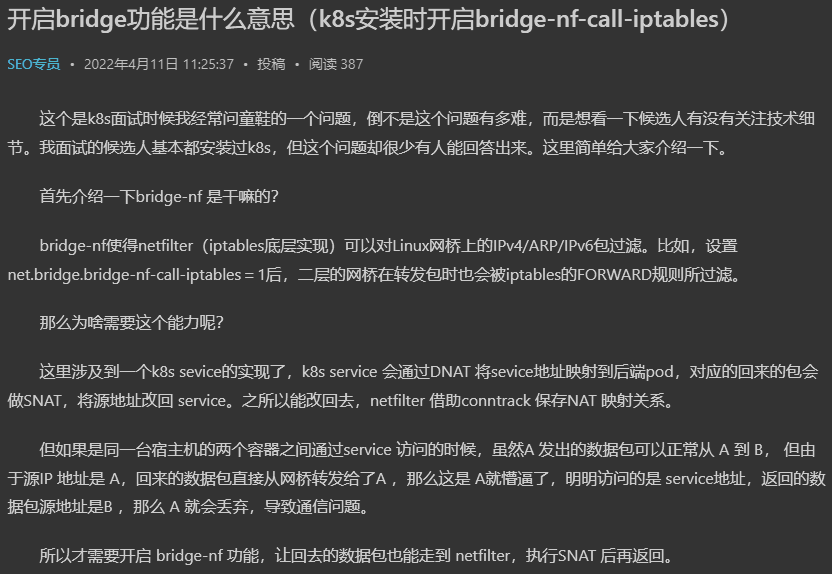 开启bridge功能是什么意思（k8s安装时开启bridge-nf-call-iptables）
SEO专员 • 2022年4月11日 11:25:37 • 投稿 • 阅读 387
这个是k8s面试时候我经常问童鞋的一个问题，倒不是这个问题有多难，而是想看一下候选人有没有关注技术细
节。我面试的候选人基本都安装过k8s，但这个问题却很少有人能回答出来。这里简单给大家介绍一下。
首先介绍一下bridge-nf 是干嘛的？
bridge-nf使得netfilter（iptables底层实现）可以对Linux网桥上的IPv4/ARP/IPv6包过滤。比如，设置
net.bridge.bridge-nf-call-iptables＝1后，二层的网桥在转发包时也会被iptables的FORWARD规则所过滤。
那么为啥需要这个能力呢？
这里涉及到一个k8s sevice的实现了，k8s service 会通过DNAT 将sevice地址映射到后端pod，对应的回来的包会
做SNAT，将源地址改回 service。之所以能改回去，netfilter 借助conntrack 保存NAT 映射关系。
但如果是同一台宿主机的两个容器之间通过service 访问的时候，虽然A 发出的数据包可以正常从 A 到 B， 但由
于源IP 地址是 A，回来的数据包直接从网桥转发给了A ，那么这是 A就懵逼了，明明访问的是 service地址，返回的数
据包源地址是B ，那么 A 就会丢弃，导致通信问题。
所以才需要开启 bridge-nf 功能，让回去的数据包也能走到 netfilter，执行SNAT 后再返回。